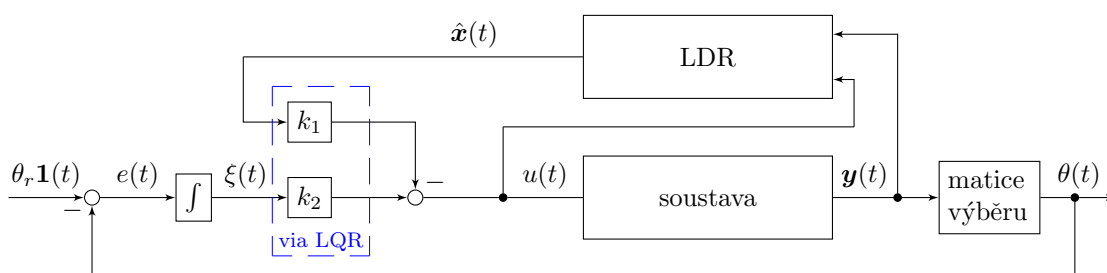 x̂(t)
LDR
k₁
θᵣ1(t)
e(t)
∫
ξ(t)
k₂
−
−
u(t)
soustava
y(t)
matice
výběru
θ(t)
via LQR